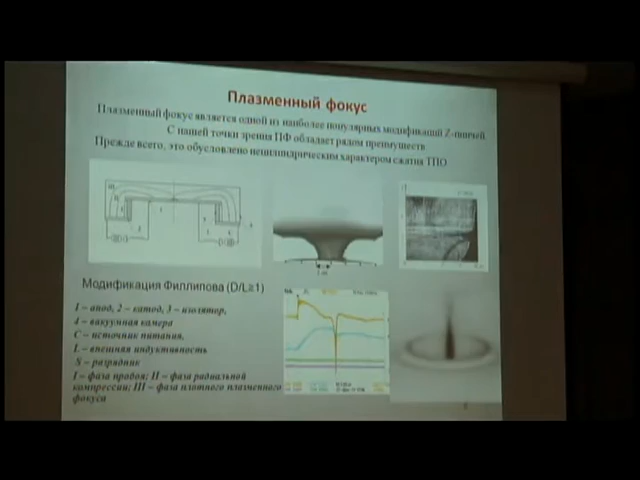 Плазменный фокус
Плазменный фокус является одной из наиболее популярных модификаций Z-пинчей.
С нашей точки зрения ПФ обладает рядом преимуществ
Прежде всего, это обусловлено нецилиндрическим характером сжатия ТПО
Модификация Филлипова (D/L≥1)
1 – анод, 2 – катод, 3 – изолятор,
4 – вакуумная камера
C – источник питания,
L – внешняя индуктивность
S – разрядник
I – фаза пробоя; II – фаза радиальной
компрессии; III – фаза плотного плазменного
фокуса